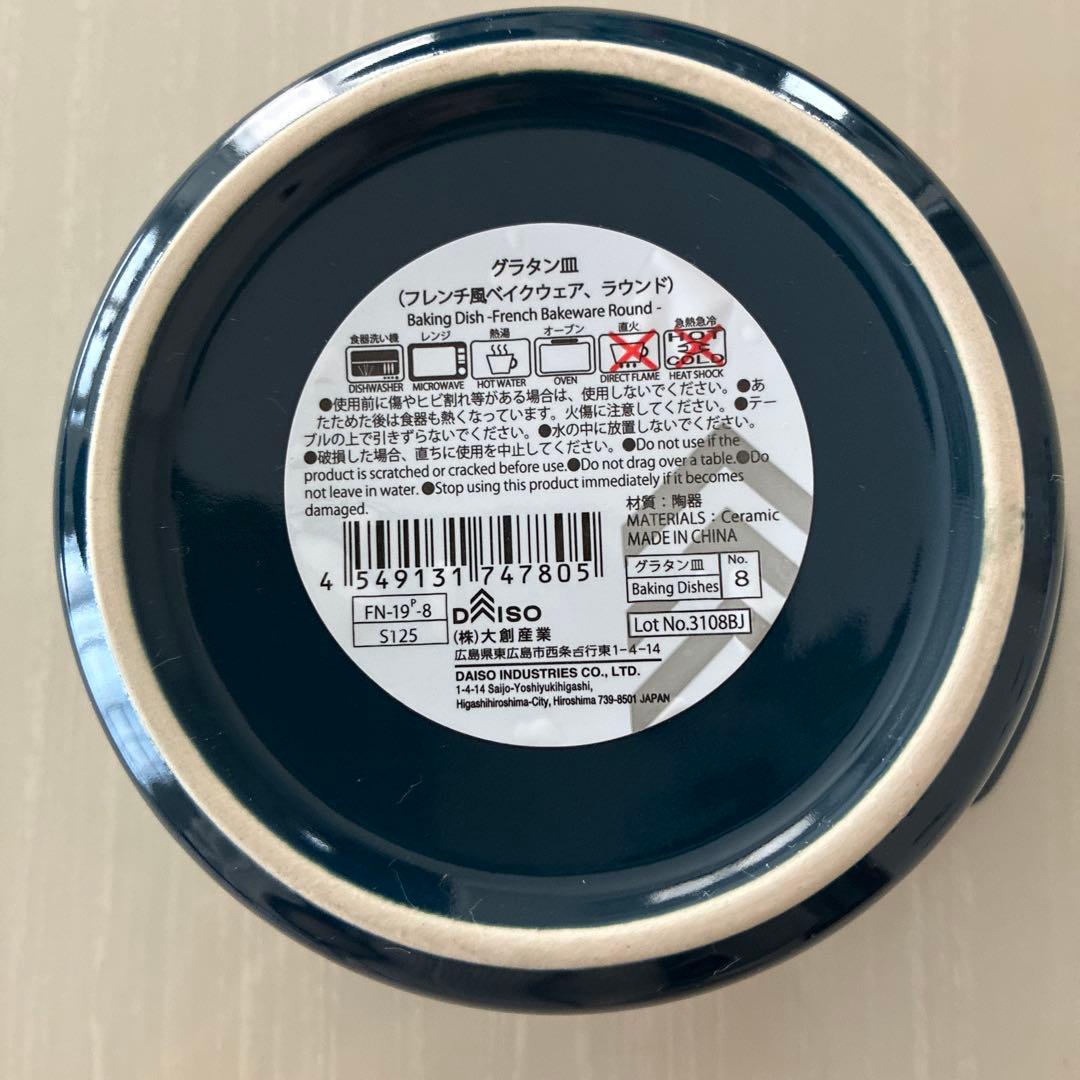 グラタン皿
(フレンチ風ベイクウェア、ラウンド)
Baking Dish -French Bakeware Round -
食器洗い機 レンジ 熱湯 オーブン 直火 急熱急冷
HOT
COLD
DISHWASHER MICROWAVE HOT WATER OVEN DIRECT FLAME HEAT SHOCK
●使用前に傷やヒビ割れ等がある場合は、使用しないでください。●あ
たためた後は食器も熱くなっています。火傷に注意してください。●テー
ブルの上で引きずらないでください。●水の中に放置しないでください。
●破損した場合、直ちに使用を中止してください。●Do not use if the
product is scratched or cracked before use.●Do not drag over a table.●Do
not leave in water. ●Stop using this product immediately if it becomes
damaged.
材質：陶器
MATERIALS：Ceramic
MADE IN CHINA
4 549131 747805
グラタン皿 No.
Baking Dishes 8
FN-19P-8
S125
DAISO
Lot No.3108BJ
(株)大創産業
広島県東広島市西条吉行東1-4-14
DAISO INDUSTRIES CO., LTD.
1-4-14 Saijo-Yoshiyukihigashi,
Higashihiroshima-City, Hiroshima 739-8501 JAPAN